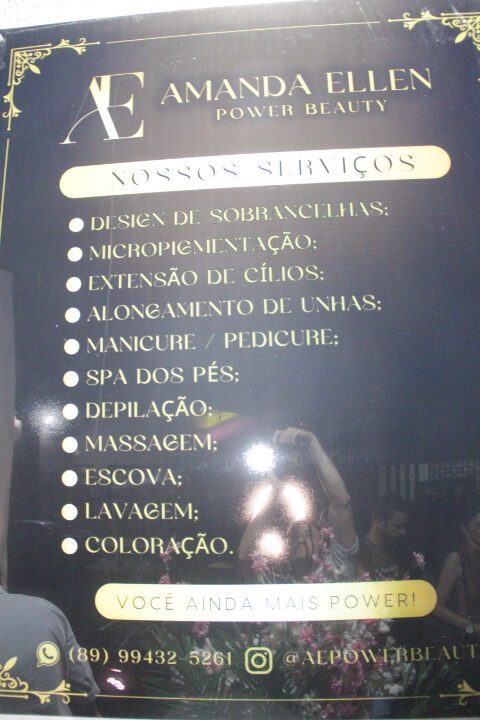 AE AMANDA ELLEN
POWER BEAUTY
NOSSOS SERVIÇOS
DESIGN DE SOBRANCELHAS;
MICROPIGMENTAÇÃO;
EXTENSÃO DE CÍLIOS;
ALONGAMENTO DE UNHAS;
MANICURE / PEDICURE;
SPA DOS PÉS;
DEPILAÇÃO;
MASSAGEM;
ESCOVA;
LAVAGEM;
COLORAÇÃO.
VOCÊ AINDA MAIS POWER!
(89) 99432-5261 @AEPOWERBEAUT